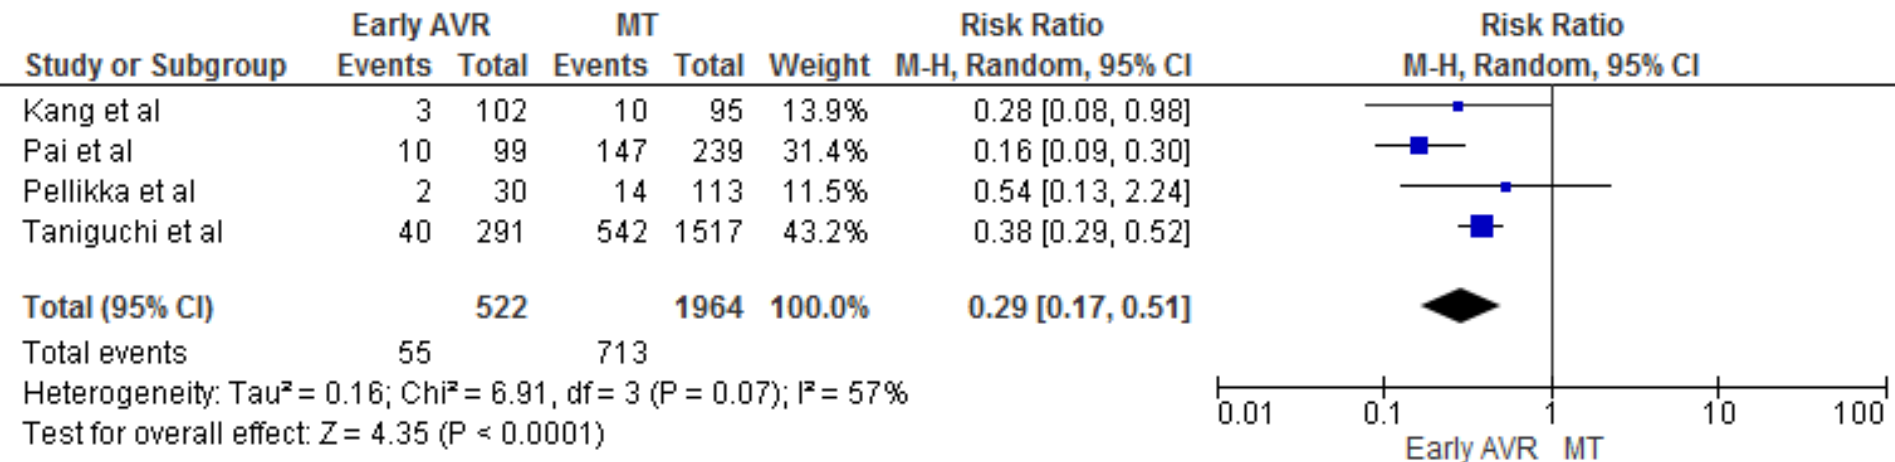 Early AVR MT Risk Ratio Risk Ratio
Study or Subgroup Events Total Events Total Weight M-H, Random, 95% CI M-H, Random, 95% CI
Kang et al 3 102 10 95 13.9% 0.28 [0.08, 0.98]
Pai et al 10 99 147 239 31.4% 0.16 [0.09, 0.30]
Pellikka et al 2 30 14 113 11.5% 0.54 [0.13, 2.24]
Taniguchi et al 40 291 542 1517 43.2% 0.38 [0.29, 0.52]
Total (95% CI) 522 1964 100.0% 0.29 [0.17, 0.51]
Total events 55 713
Heterogeneity: Tau² = 0.16; Chi² = 6.91, df = 3 (P = 0.07); I² = 57%
Test for overall effect: Z = 4.35 (P < 0.0001)
0.01 0.1 1 10 100
Early AVR MT